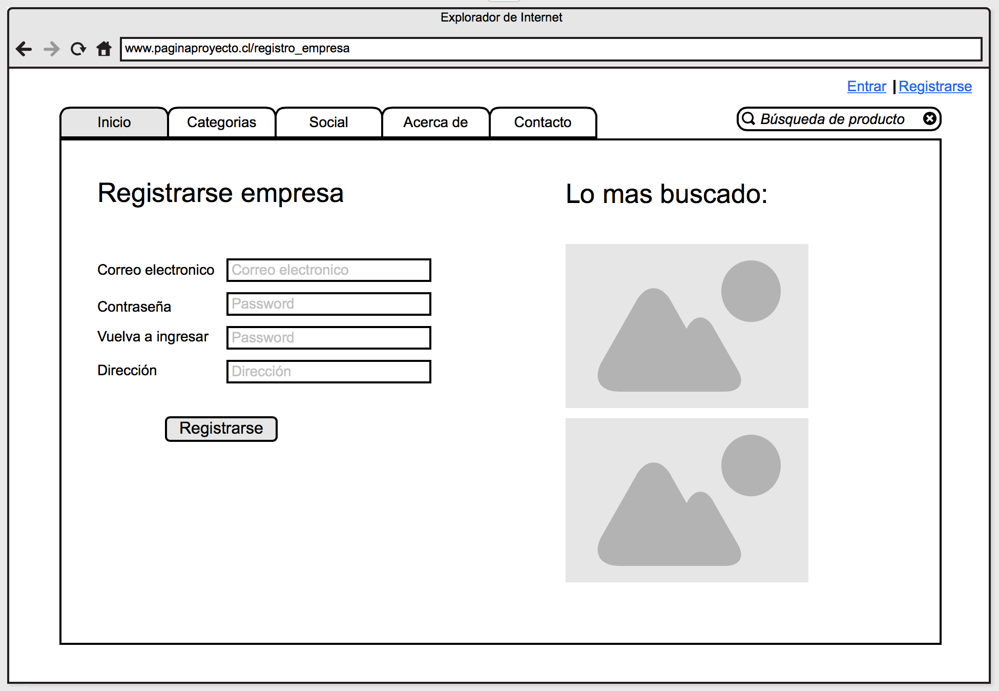 Explorador de Internet
www.paginaproyecto.cl/registro_empresa
Entrar | Registrarse
Inicio Categorias Social Acerca de Contacto Búsqueda de producto
Registrarse empresa
Lo mas buscado:
Correo electronico Correo electronico
Contraseña Password
Vuelva a ingresar Password
Dirección Dirección
Registrarse